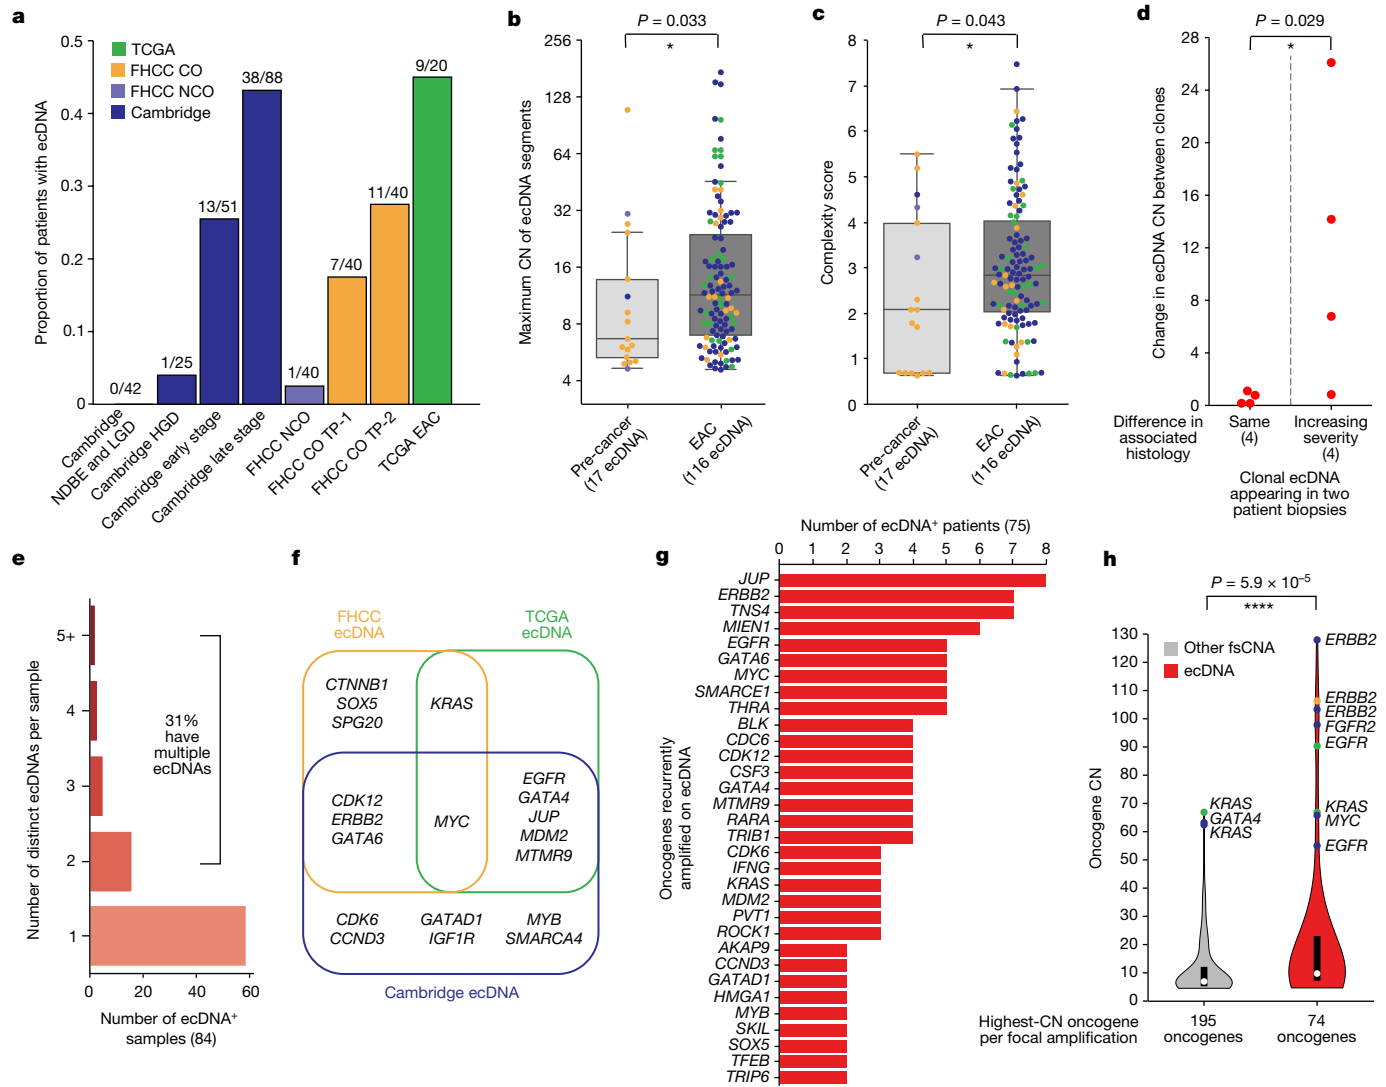 a
Proportion of patients with ecDNA
0.5
0.4
0.3
0.2
0.1
0
TCGA
FHCC CO
FHCC NCO
Cambridge
0/42
1/25
13/51
38/88
1/40
7/40
11/40
9/20
Cambridge
NDBE and LGD
Cambridge HGD
Cambridge early stage
Cambridge late stage
FHCC NCO
FHCC CO TP-1
FHCC CO TP-2
TCGA EAC
b
P = 0.033
*
Maximum CN of ecDNA segments
256
128
64
32
16
8
4
Pre-cancer
(17 ecDNA)
EAC
(116 ecDNA)
c
P = 0.043
*
Complexity score
8
7
6
5
4
3
2
1
0
Pre-cancer
(17 ecDNA)
EAC
(116 ecDNA)
d
P = 0.029
*
Change in ecDNA CN between clones
28
24
20
16
12
8
4
0
Difference in
associated
histology
Same
(4)
Increasing
severity
(4)
Clonal ecDNA
appearing in two
patient biopsies
e
Number of distinct ecDNAs per sample
5+
4
3
2
1
31%
have
multiple
ecDNAs
0
20
40
60
Number of ecDNA+
samples (84)
f
FHCC
ecDNA
TCGA
ecDNA
CTNNB1
SOX5
SPG20
KRAS
CDK12
ERBB2
GATA6
MYC
EGFR
GATA4
JUP
MDM2
MTMR9
CDK6
CCND3
GATAD1
IGF1R
MYB
SMARCA4
Cambridge ecDNA
g
Number of ecDNA+ patients (75)
0 1 2 3 4 5 6 7 8
Oncogenes recurrently
amplified on ecDNA
JUP
ERBB2
TNS4
MIEN1
EGFR
GATA6
MYC
SMARCE1
THRA
BLK
CDC6
CDK12
CSF3
GATA4
MTMR9
RARA
TRIB1
CDK6
IFNG
KRAS
MDM2
PVT1
ROCK1
AKAP9
CCND3
GATAD1
HMGA1
MYB
SKIL
SOX5
TFEB
TRIP6
h
P = 5.9 × 10–5
****
Oncogene CN
130
120
110
100
90
80
70
60
50
40
30
20
10
0
Other fsCNA
ecDNA
KRAS
GATA4
KRAS
ERBB2
ERBB2
ERBB2
FGFR2
EGFR
KRAS
MYC
EGFR
Highest-CN oncogene
per focal amplification
195
oncogenes
74
oncogenes